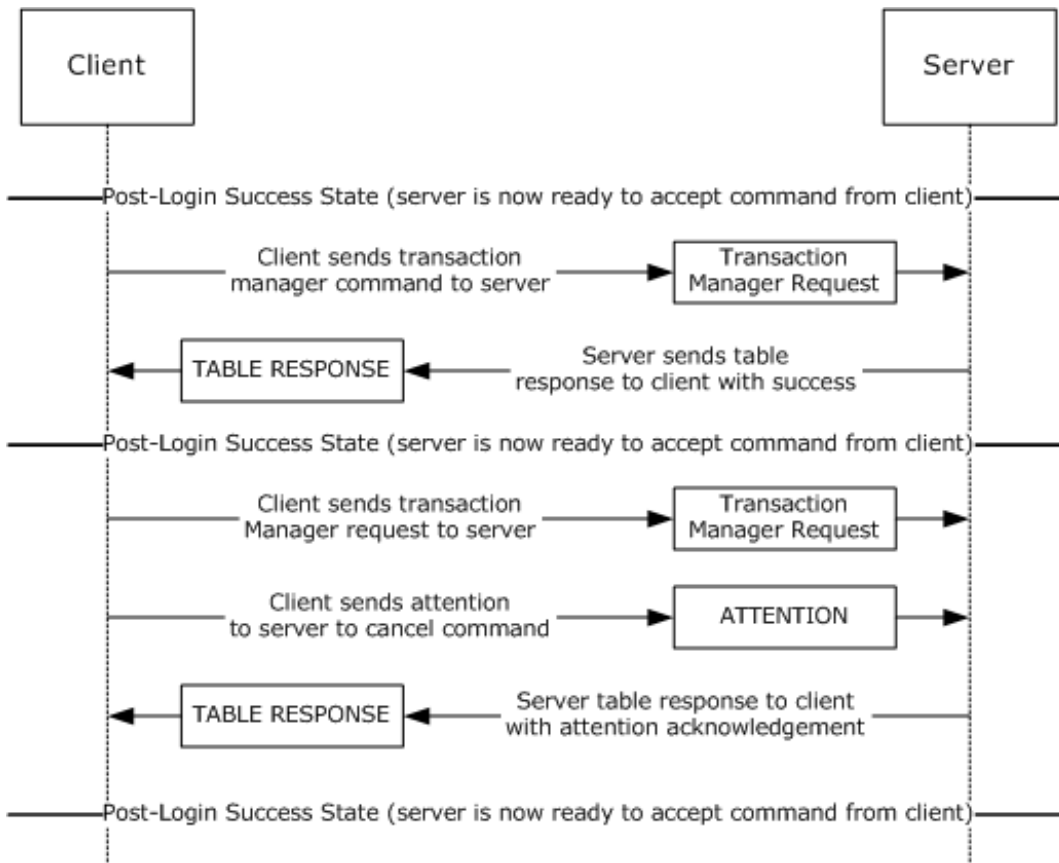 Client
Server
Post-Login Success State (server is now ready to accept command from client)
Client sends transaction
manager command to server
Transaction
Manager Request
TABLE RESPONSE
Server sends table
response to client with success
Post-Login Success State (server is now ready to accept command from client)
Client sends transaction
Manager request to server
Transaction
Manager Request
Client sends attention
to server to cancel command
ATTENTION
TABLE RESPONSE
Server table response to client
with attention acknowledgement
Post-Login Success State (server is now ready to accept command from client)